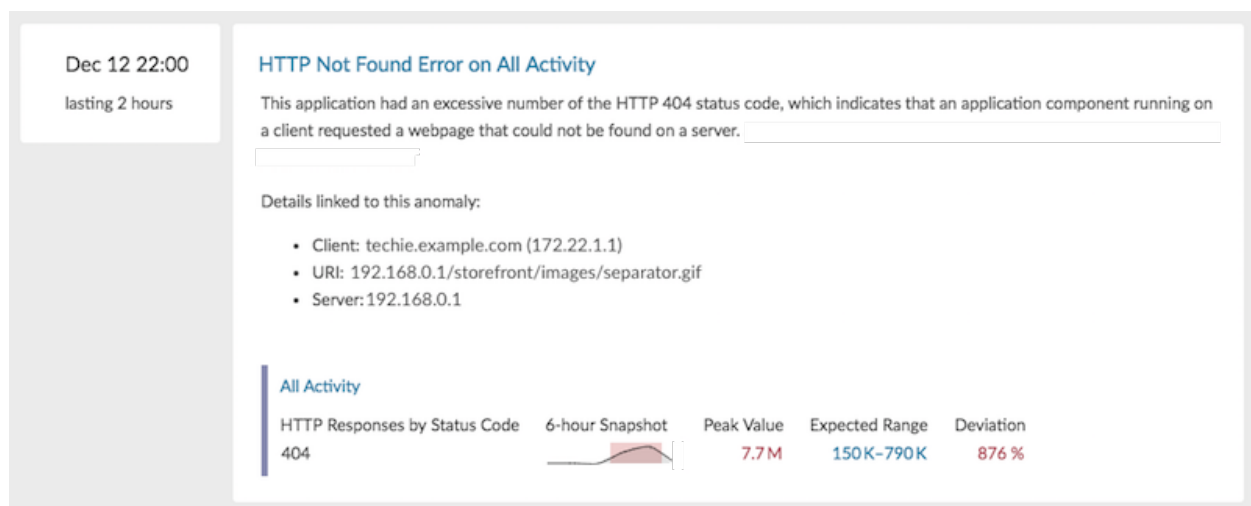 Dec 12 22:00
lasting 2 hours
HTTP Not Found Error on All Activity
This application had an excessive number of the HTTP 404 status code, which indicates that an application component running on
a client requested a webpage that could not be found on a server.
Details linked to this anomaly:
• Client: techie.example.com (172.22.1.1)
• URI: 192.168.0.1/storefront/images/separator.gif
• Server:192.168.0.1
All Activity
HTTP Responses by Status Code 6-hour Snapshot Peak Value Expected Range Deviation
404 7.7 M 150 K–790 K 876 %